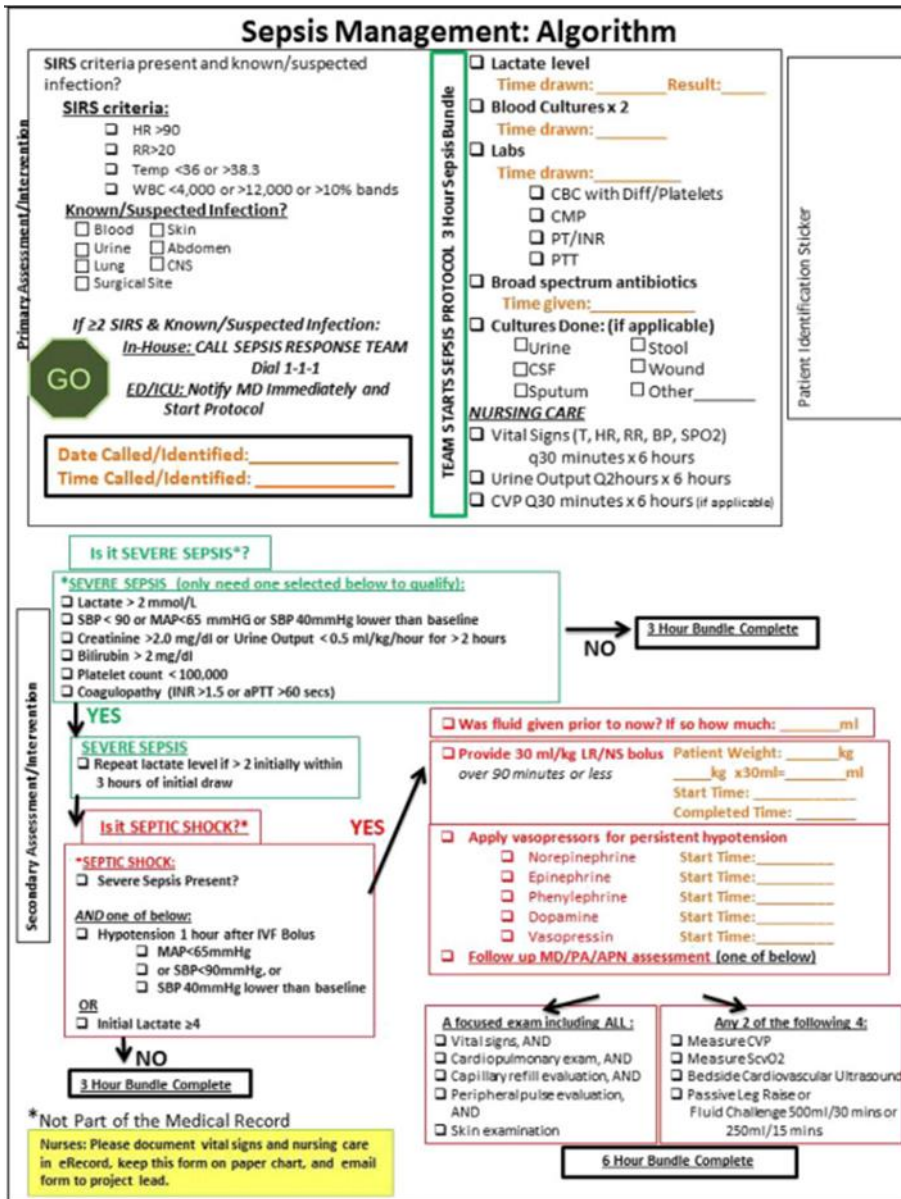 Sepsis Management: Algorithm
Primary Assessment/Intervention
SIRS criteria present and known/suspected
infection?
SIRS criteria:
☐ HR >90
☐ RR>20
☐ Temp <36 or >38.3
☐ WBC <4,000 or >12,000 or >10% bands
Known/Suspected Infection?
☐ Blood ☐ Skin
☐ Urine ☐ Abdomen
☐ Lung ☐ CNS
☐ Surgical Site
If ≥2 SIRS & Known/Suspected Infection:
In-House: CALL SEPSIS RESPONSE TEAM
Dial 1-1-1
ED/ICU: Notify MD Immediately and
Start Protocol
GO
Date Called/Identified:____________
Time Called/Identified: ____________
TEAM STARTS SEPSIS PROTOCOL 3 Hour Sepsis Bundle
☐ Lactate level
Time drawn: ________ Result:_____
☐ Blood Cultures x 2
Time drawn: ________
☐ Labs
Time drawn:__________
☐ CBC with Diff/Platelets
☐ CMP
☐ PT/INR
☐ PTT
☐ Broad spectrum antibiotics
Time given:___________
☐ Cultures Done: (if applicable)
☐ Urine ☐ Stool
☐ CSF ☐ Wound
☐ Sputum ☐ Other_______
NURSING CARE
☐ Vital Signs (T, HR, RR, BP, SPO2)
q30 minutes x 6 hours
☐ Urine Output Q2hours x 6 hours
☐ CVP Q30 minutes x 6 hours (if applicable)
Patient Identification Sticker
Secondary Assessment/Intervention
Is it SEVERE SEPSIS*?
*SEVERE SEPSIS (only need one selected below to qualify):
☐ Lactate > 2 mmol/L
☐ SBP < 90 or MAP<65 mmHG or SBP 40mmHg lower than baseline
☐ Creatinine >2.0 mg/dl or Urine Output <0.5 ml/kg/hour for > 2 hours
☐ Bilirubin > 2 mg/dl
☐ Platelet count <100,000
☐ Coagulopathy (INR >1.5 or aPTT >60 secs)
NO
3 Hour Bundle Complete
YES
SEVERE SEPSIS
☐ Repeat lactate level if > 2 initially within
3 hours of initial draw
Is it SEPTIC SHOCK?*
YES
*SEPTIC SHOCK:
☐ Severe Sepsis Present?
AND one of below:
☐ Hypotension 1 hour after IVF Bolus
☐ MAP<65mmHg
☐ or SBP<90mmHg, or
☐ SBP 40mmHg lower than baseline
OR
☐ Initial Lactate ≥4
NO
3 Hour Bundle Complete
☐ Was fluid given prior to now? If so how much: ______ml
☐ Provide 30 ml/kg LR/NS bolus Patient Weight: _____kg
over 90 minutes or less _____kg x30ml=________ml
Start Time: ___________
Completed Time: _________
☐ Apply vasopressors for persistent hypotension
☐ Norepinephrine Start Time:________
☐ Epinephrine Start Time:________
☐ Phenylephrine Start Time:________
☐ Dopamine Start Time:________
☐ Vasopressin Start Time:________
☐ Follow up MD/PA/APN assessment (one of below)
A focused exam including ALL :
☐ Vital signs, AND
☐ Cardiopulmonary exam, AND
☐ Capillary refill evaluation, AND
☐ Peripheral pulse evaluation,
AND
☐ Skin examination
Any 2 of the following 4:
☐ Measure CVP
☐ Measure ScvO2
☐ Bedside Cardiovascular Ultrasound
☐ Passive Leg Raise or
Fluid Challenge 500ml/30 mins or
250ml/15 mins
6 Hour Bundle Complete
*Not Part of the Medical Record
Nurses: Please document vital signs and nursing care
in eRecord, keep this form on paper chart, and email
form to project lead.